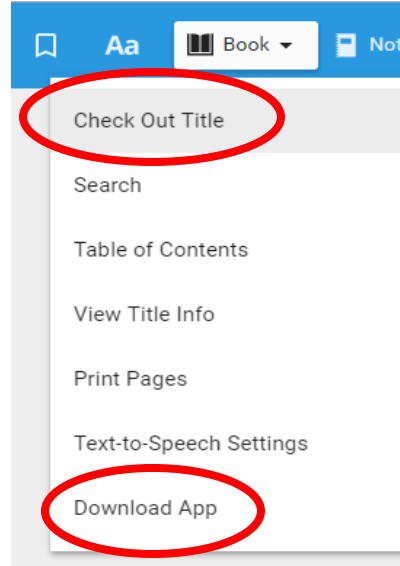 Aa Book
Check Out Title
Search
Table of Contents
View Title Info
Print Pages
Text-to-Speech Settings
Download App